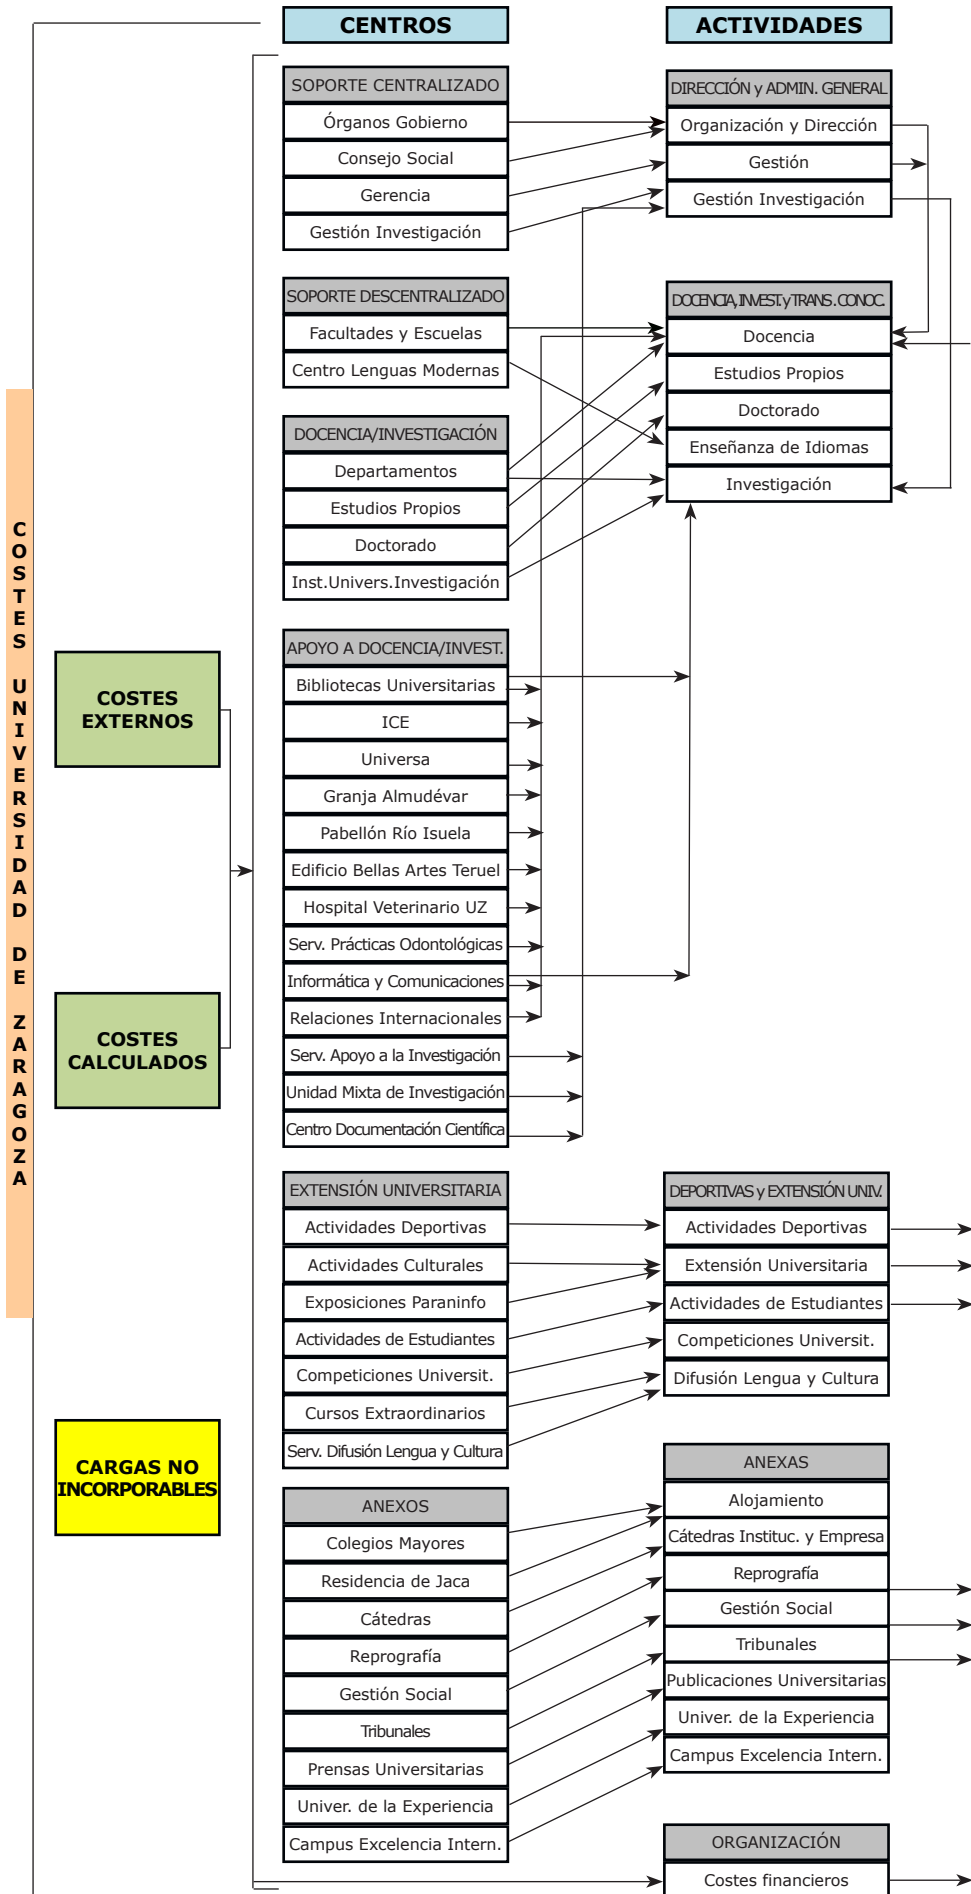 CENTROS
ACTIVIDADES
COSTES UNIVERSIDAD DE ZARAGOZA
COSTES
EXTERNOS
COSTES
CALCULADOS
CARGAS NO
INCORPORABLES
SOPORTE CENTRALIZADO
Órganos Gobierno
Consejo Social
Gerencia
Gestión Investigación
SOPORTE DESCENTRALIZADO
Facultades y Escuelas
Centro Lenguas Modernas
DOCENCIA/INVESTIGACIÓN
Departamentos
Estudios Propios
Doctorado
Inst.Univers.Investigación
APOYO A DOCENCIA/INVEST.
Bibliotecas Universitarias
ICE
Universa
Granja Almudévar
Pabellón Río Isuela
Edificio Bellas Artes Teruel
Hospital Veterinario UZ
Serv. Prácticas Odontológicas
Informática y Comunicaciones
Relaciones Internacionales
Serv. Apoyo a la Investigación
Unidad Mixta de Investigación
Centro Documentación Científica
EXTENSIÓN UNIVERSITARIA
Actividades Deportivas
Actividades Culturales
Exposiciones Paraninfo
Actividades de Estudiantes
Competiciones Universit.
Cursos Extraordinarios
Serv. Difusión Lengua y Cultura
ANEXOS
Colegios Mayores
Residencia de Jaca
Cátedras
Reprografía
Gestión Social
Tribunales
Prensas Universitarias
Univer. de la Experiencia
Campus Excelencia Intern.
DIRECCIÓN y ADMIN. GENERAL
Organización y Dirección
Gestión
Gestión Investigación
DOCENCIA, INVEST. y TRANS. CONOC.
Docencia
Estudios Propios
Doctorado
Enseñanza de Idiomas
Investigación
DEPORTIVAS y EXTENSIÓN UNIV.
Actividades Deportivas
Extensión Universitaria
Actividades de Estudiantes
Competiciones Universit.
Difusión Lengua y Cultura
ANEXAS
Alojamiento
Cátedras Instituc. y Empresa
Reprografía
Gestión Social
Tribunales
Publicaciones Universitarias
Univer. de la Experiencia
Campus Excelencia Intern.
ORGANIZACIÓN
Costes financieros